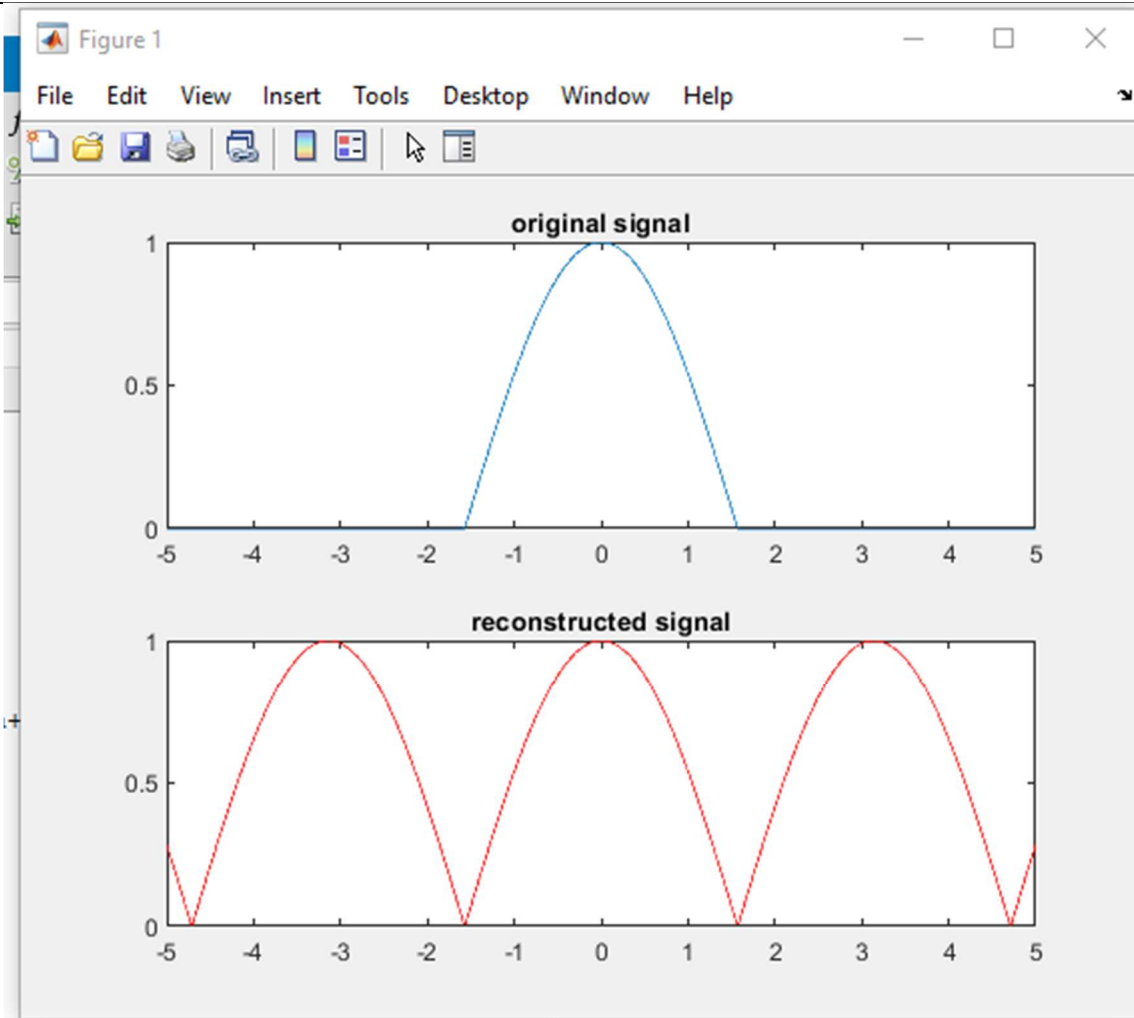 Figure 1
File Edit View Insert Tools Desktop Window Help
original signal
1
0.5
0
-5 -4 -3 -2 -1 0 1 2 3 4 5
reconstructed signal
1
0.5
0
-5 -4 -3 -2 -1 0 1 2 3 4 5